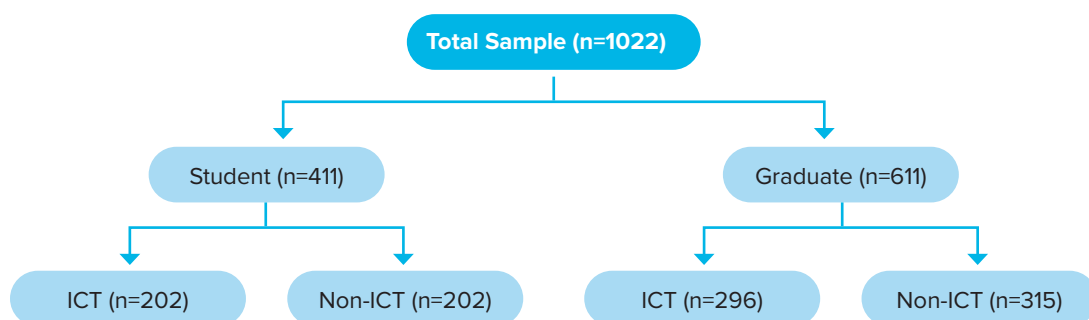 Total Sample (n=1022)
Student (n=411)
Graduate (n=611)
ICT (n=202)
Non-ICT (n=202)
ICT (n=296)
Non-ICT (n=315)